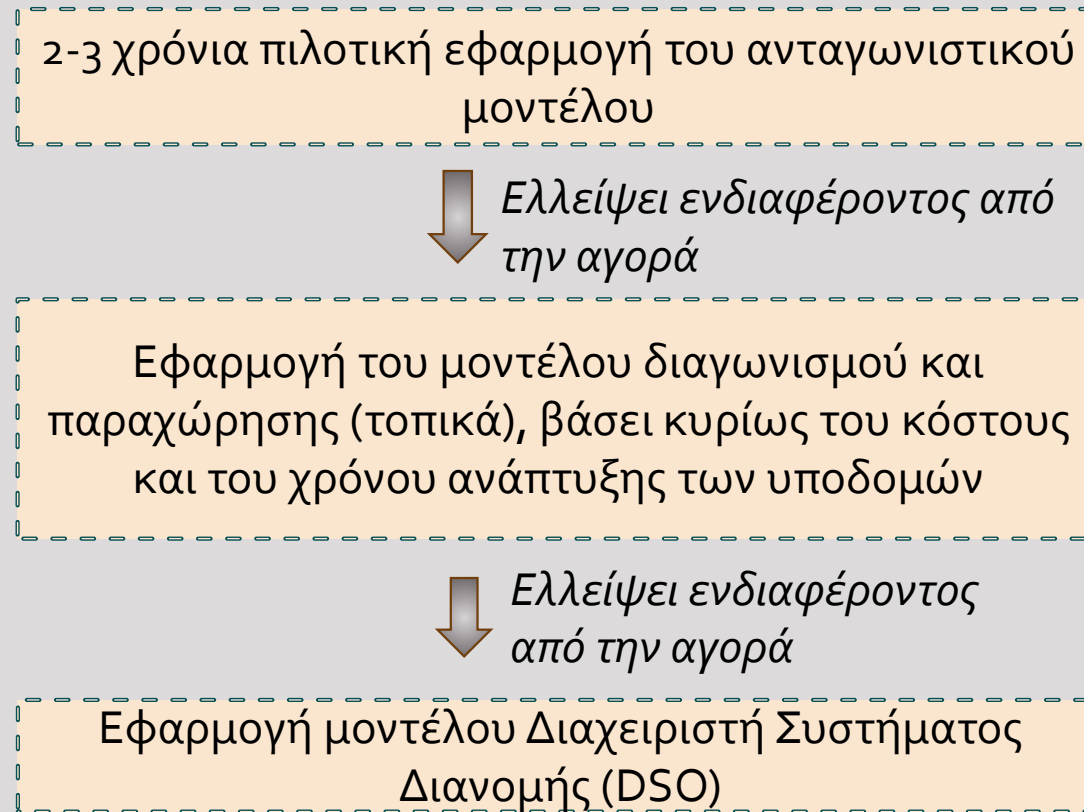 2-3 χρόνια πιλοτική εφαρμογή του ανταγωνιστικού
μοντέλου
Ελλείψει ενδιαφέροντος από
την αγορά
Εφαρμογή του μοντέλου διαγωνισμού και
παραχώρησης (τοπικά), βάσει κυρίως του κόστους
και του χρόνου ανάπτυξης των υποδομών
Ελλείψει ενδιαφέροντος
από την αγορά
Εφαρμογή μοντέλου Διαχειριστή Συστήματος
Διανομής (DSO)